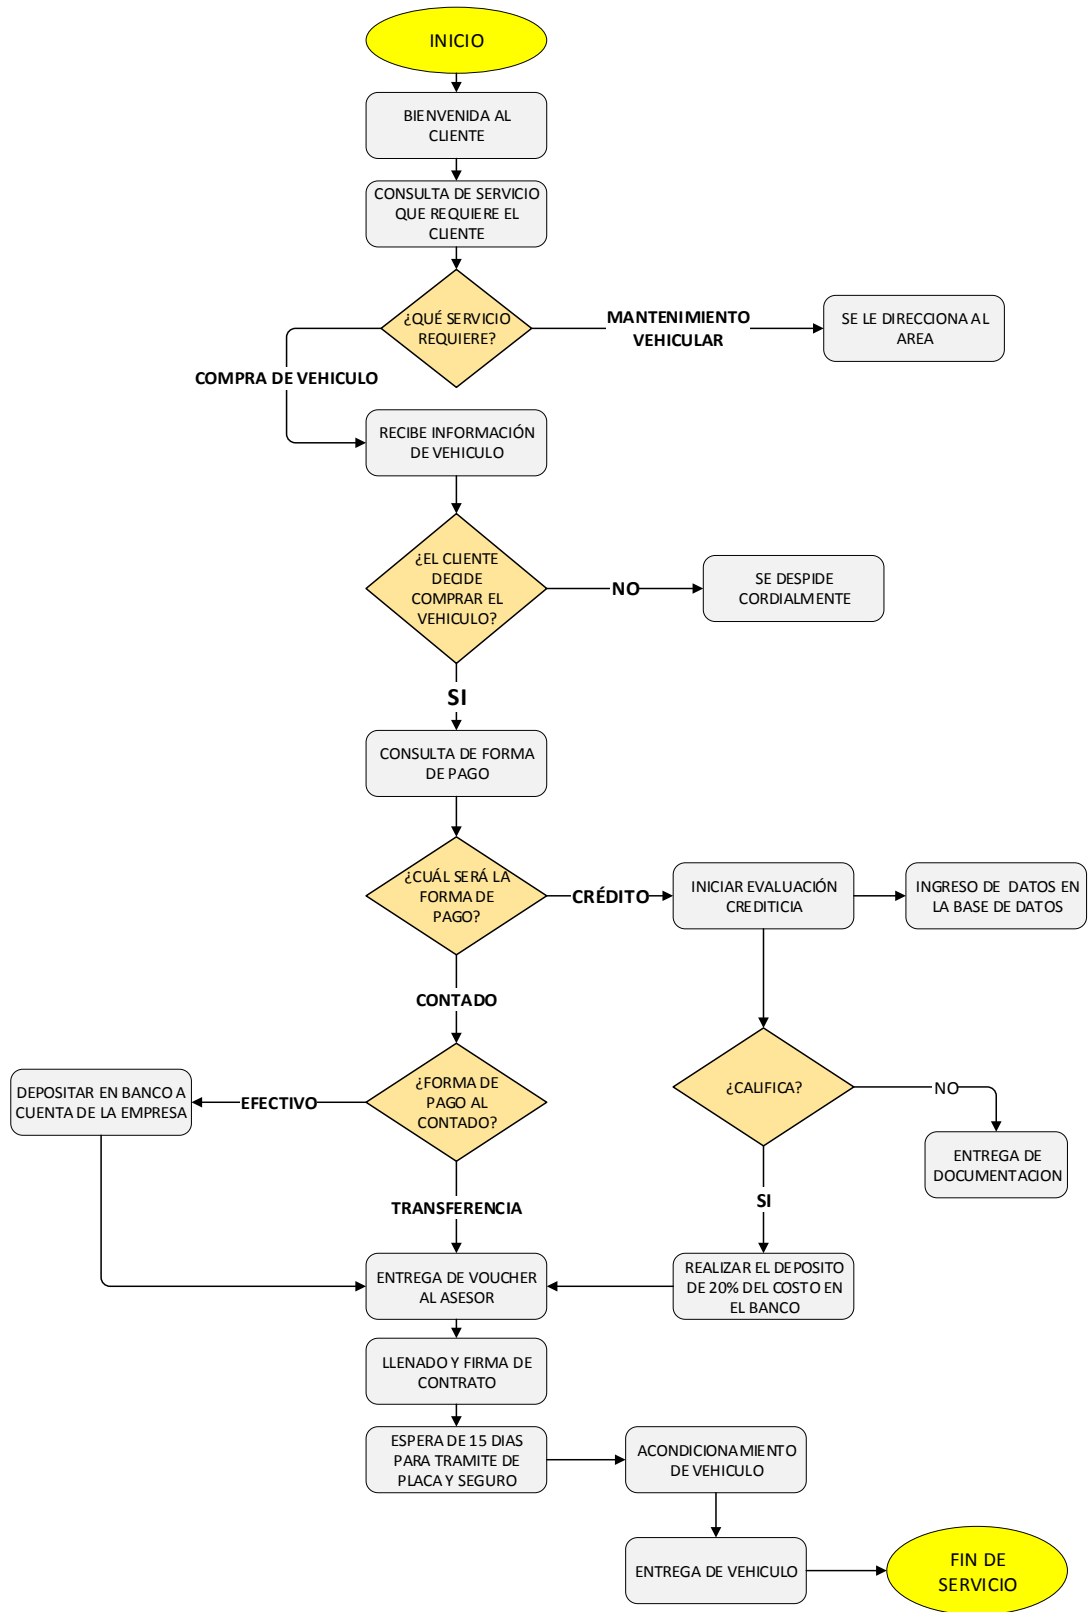 INICIO
BIENVENIDA AL
CLIENTE
CONSULTA DE SERVICIO
QUE REQUIERE EL
CLIENTE
¿QUÉ SERVICIO
REQUIERE?
MANTENIMIENTO
VEHICULAR
SE LE DIRECCIONA AL
AREA
COMPRA DE VEHICULO
RECIBE INFORMACIÓN
DE VEHICULO
¿EL CLIENTE
DECIDE
COMPRAR EL
VEHICULO?
NO
SE DESPIDE
CORDIALMENTE
SI
CONSULTA DE FORMA
DE PAGO
¿CUÁL SERÁ LA
FORMA DE
PAGO?
CRÉDITO
INICIAR EVALUACIÓN
CREDITICIA
INGRESO DE DATOS EN
LA BASE DE DATOS
CONTADO
¿FORMA DE
PAGO AL
CONTADO?
EFECTIVO
DEPOSITAR EN BANCO A
CUENTA DE LA EMPRESA
¿CALIFICA?
NO
ENTREGA DE
DOCUMENTACION
SI
TRANSFERENCIA
ENTREGA DE VOUCHER
AL ASESOR
REALIZAR EL DEPOSITO
DE 20% DEL COSTO EN
EL BANCO
LLENADO Y FIRMA DE
CONTRATO
ESPERA DE 15 DIAS
PARA TRAMITE DE
PLACA Y SEGURO
ACONDICIONAMIENTO
DE VEHICULO
ENTREGA DE VEHICULO
FIN DE
SERVICIO